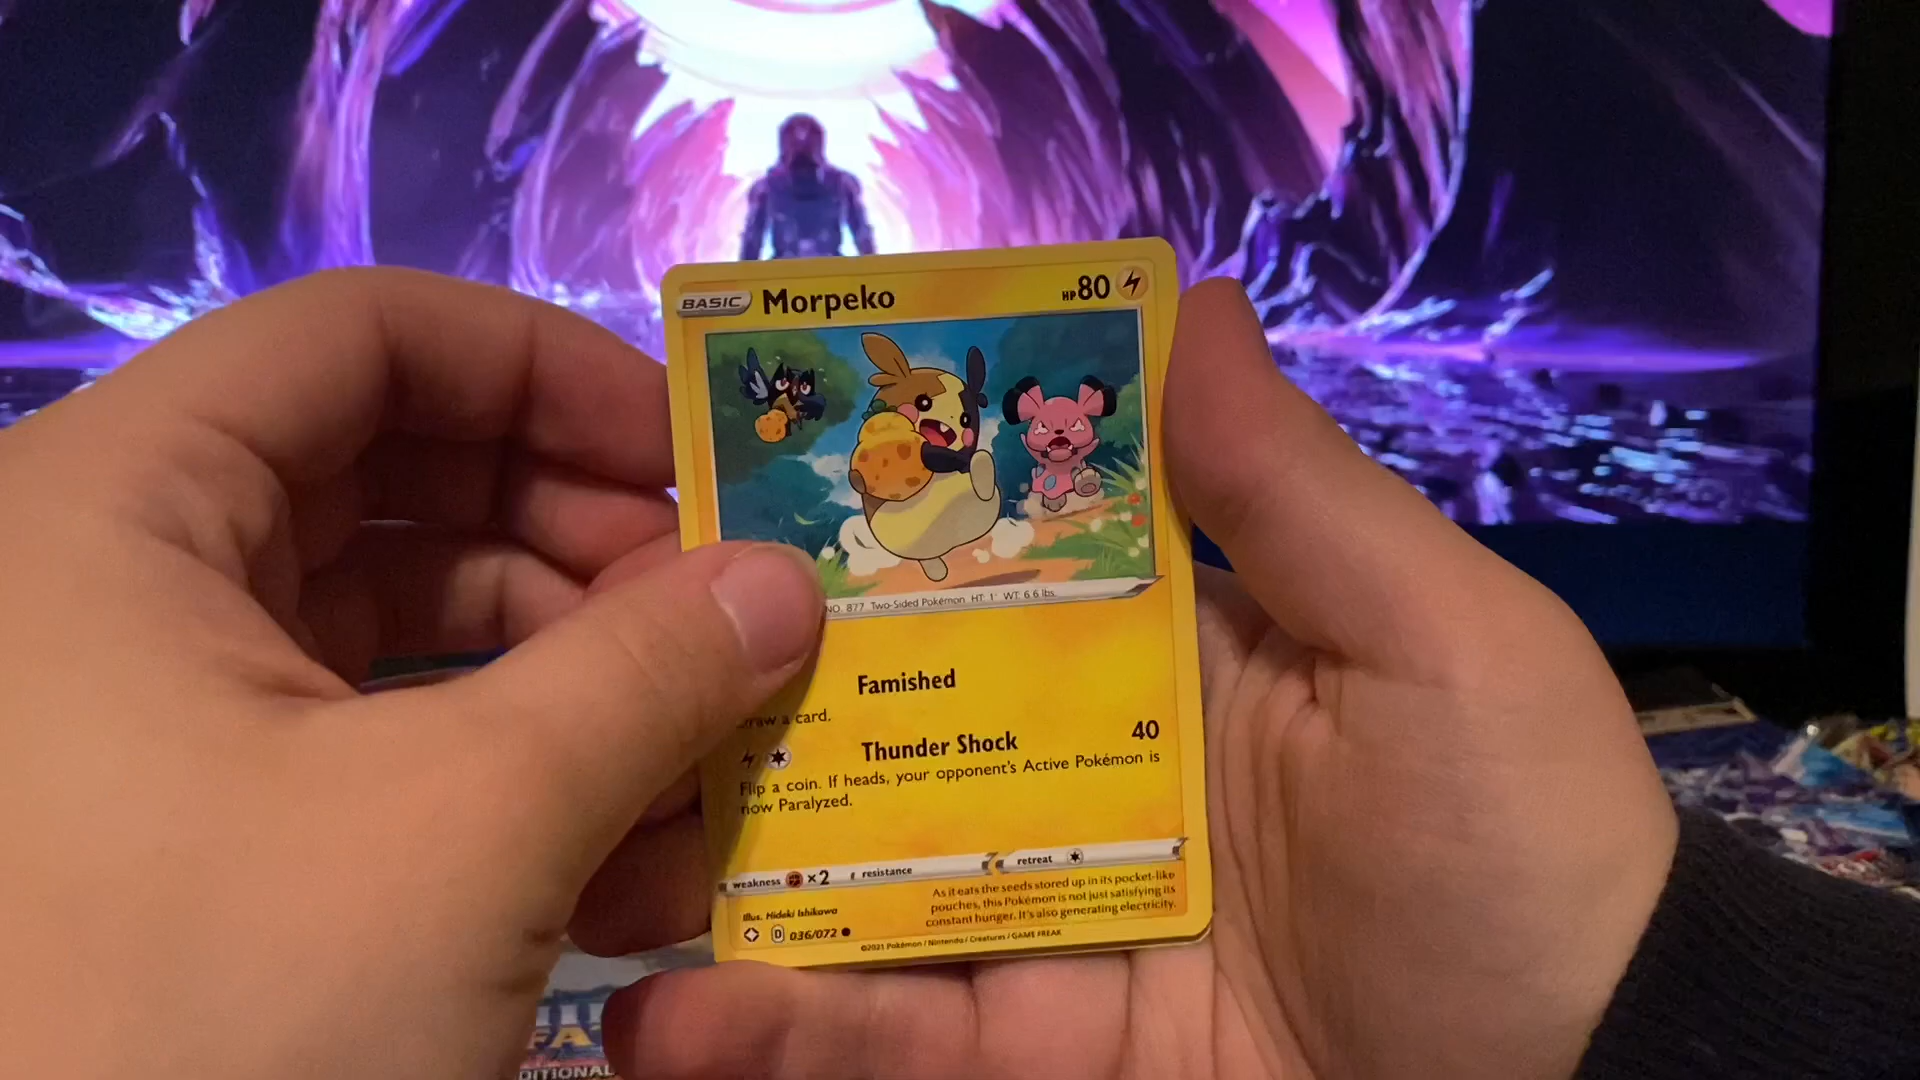 BASIC Morpeko HP 80
NO. 877 Two-Sided Pokémon HT: 1' WT: 6.6 lbs.
Famished
Draw a card.
Thunder Shock 40
Flip a coin. If heads, your opponent's Active Pokémon is
now Paralyzed.
weakness ×2 resistance retreat
As it eats the seeds stored up in its pocket-like
pouches, this Pokémon is not just satisfying its
constant hunger. It's also generating electricity.
Illus. Hideki Ishikawa
D 036/072
©2021 Pokémon / Nintendo / Creatures / GAME FREAK
DITIONAL